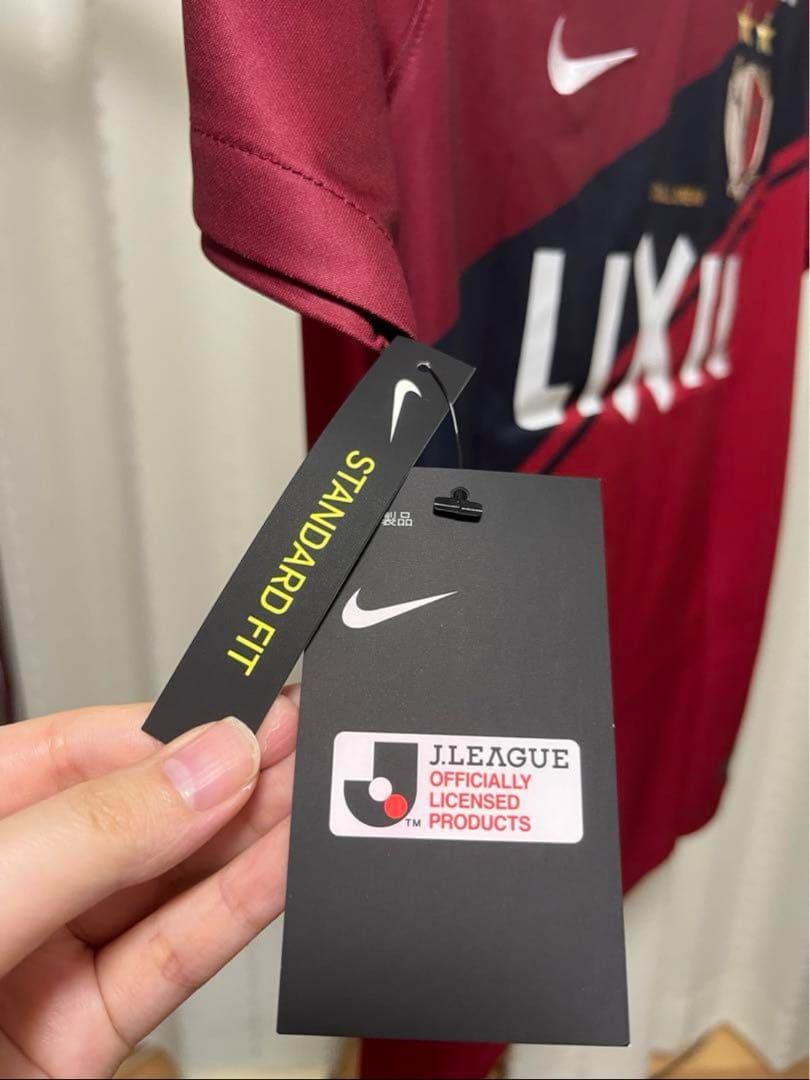 LIXIL
STANDARD FIT
製品
J.LEAGUE
OFFICIALLY
LICENSED
PRODUCTS
TM